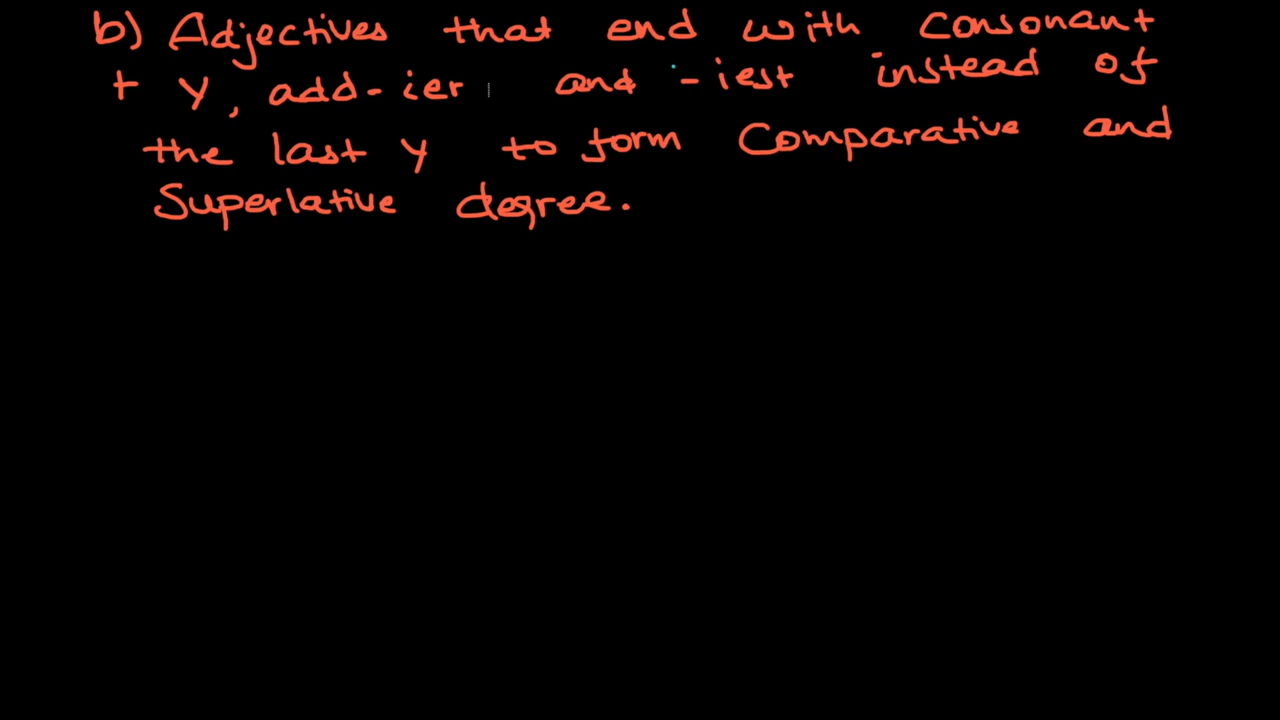 b) Adjectives that end with Consonant
+ y, add -ier and -iest instead of
the last y to form Comparative and
Superlative degree.